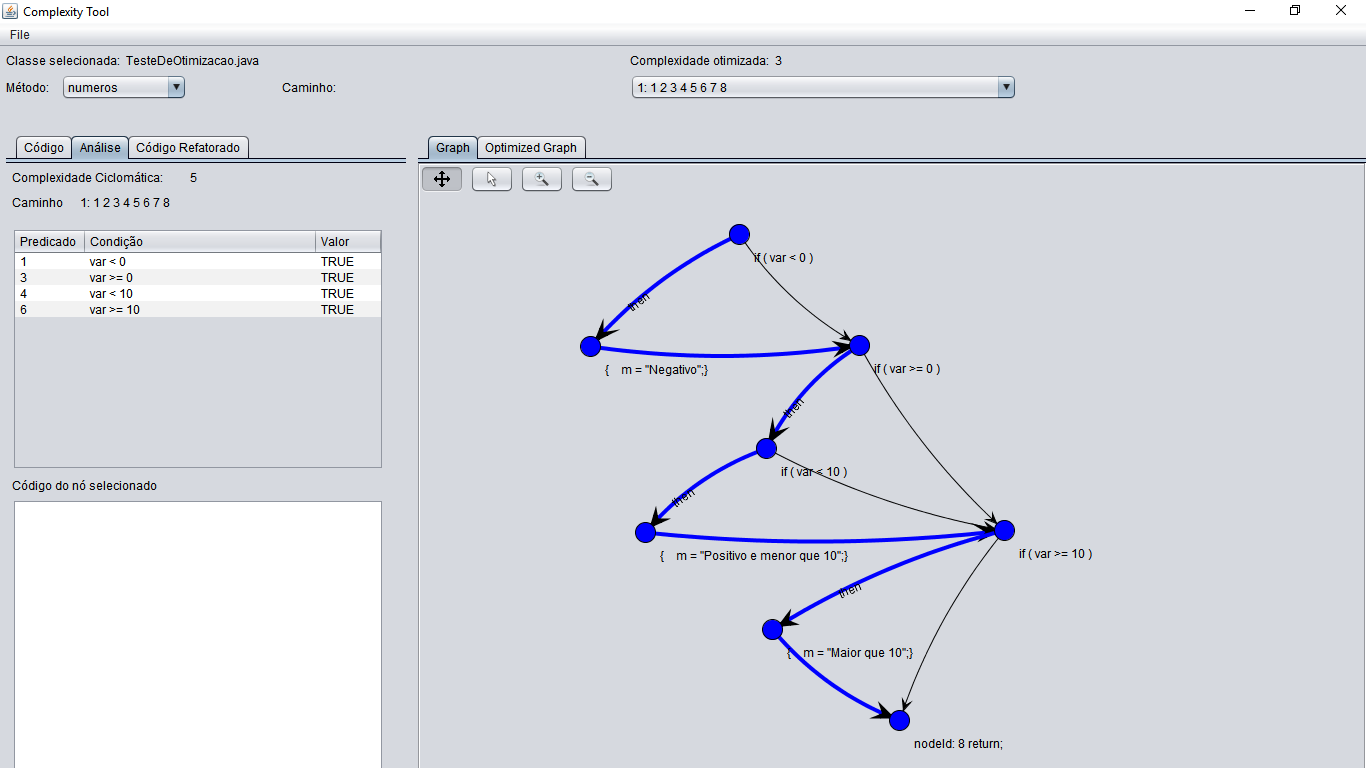 Complexity Tool
File
Classe selecionada: TesteDeOtimizacao.java
Complexidade otimizada: 3
Método: numeros
Caminho:
1: 1 2 3 4 5 6 7 8
Código Análise Código Refatorado
Graph Optimized Graph
Complexidade Ciclomática: 5
Caminho 1: 1 2 3 4 5 6 7 8
Predicado Condição Valor
1 var < 0 TRUE
3 var >= 0 TRUE
4 var < 10 TRUE
6 var >= 10 TRUE
Código do nó selecionado
if ( var < 0 )
then
{ m = "Negativo";}
if ( var >= 0 )
then
if ( var < 10 )
then
{ m = "Positivo e menor que 10";}
if ( var >= 10 )
then
{ m = "Maior que 10";}
nodeId: 8 return;